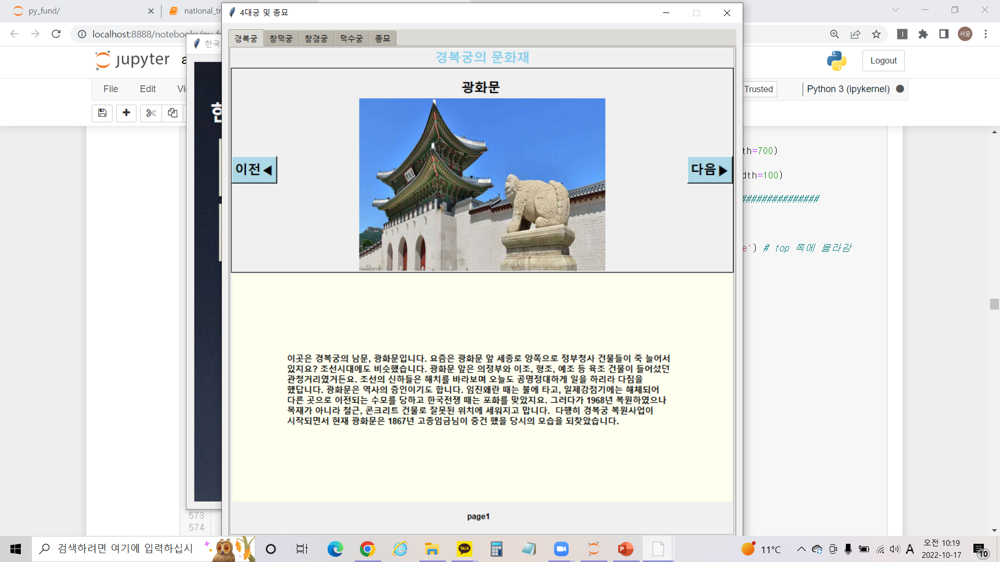 py_fund/
national_tr
4대궁 및 종묘
localhost:8888/notebooks/py_fu
서윤
한국
jupyter
a
Logout
File
Edit
Vi
Trusted
Python 3 (ipykernel)
경복궁
창덕궁
창경궁
덕수궁
종묘
경복궁의 문화재
광화문
이전◀
다음▶
th=700)
dth=100)
###############
e') # top 쪽에 올라감
이곳은 경복궁의 남문, 광화문입니다. 요즘은 광화문 앞 세종로 양쪽으로 정부청사 건물들이 죽 늘어서
있지요? 조선시대에도 비슷했습니다. 광화문 앞은 의정부와 이조, 형조, 예조 등 육조 건물이 들어섰던
관청거리였거든요. 조선의 신하들은 해치를 바라보며 오늘도 공명정대하게 일을 하리라 다짐을
했답니다. 광화문은 역사의 증인이기도 합니다. 임진왜란 때는 불에 타고, 일제강점기에는 해체되어
다른 곳으로 이전되는 수모를 당하고 한국전쟁 때는 포화를 맞았지요. 그러다가 1968년 복원하였으나
목재가 아니라 철근, 콘크리트 건물로 잘못된 위치에 세워지고 맙니다.  다행히 경복궁 복원사업이
시작되면서 현재 광화문은 1867년 고종임금님이 중건 했을 당시의 모습을 되찾았습니다.
page1
573
574
검색하려면 여기에 입력하십시
TALK
11°C
A
오전 10:19
2022-10-17
10